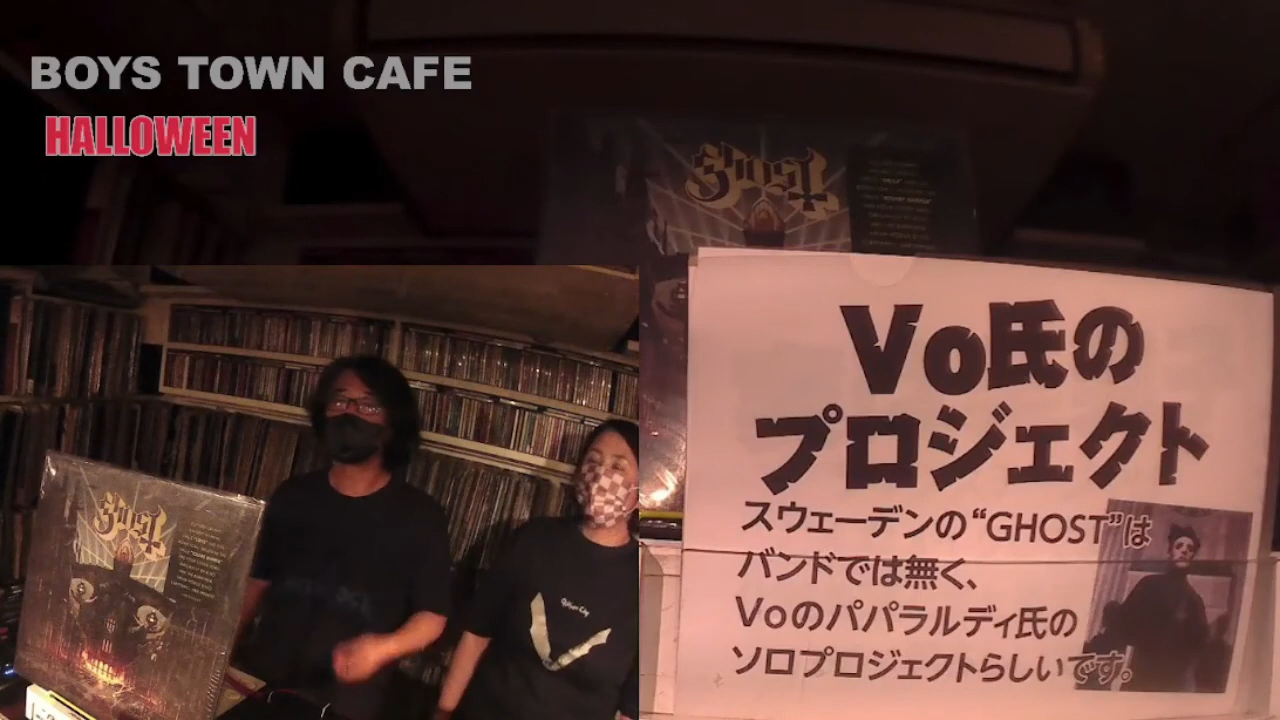 BOYS TOWN CAFE
HALLOWEEN
Ghost
Vo氏の
プロジェクト
スウェーデンの“GHOST”は
バンドでは無く、
Voのパパラルディ氏の
ソロプロジェクトらしいです。
Ghost